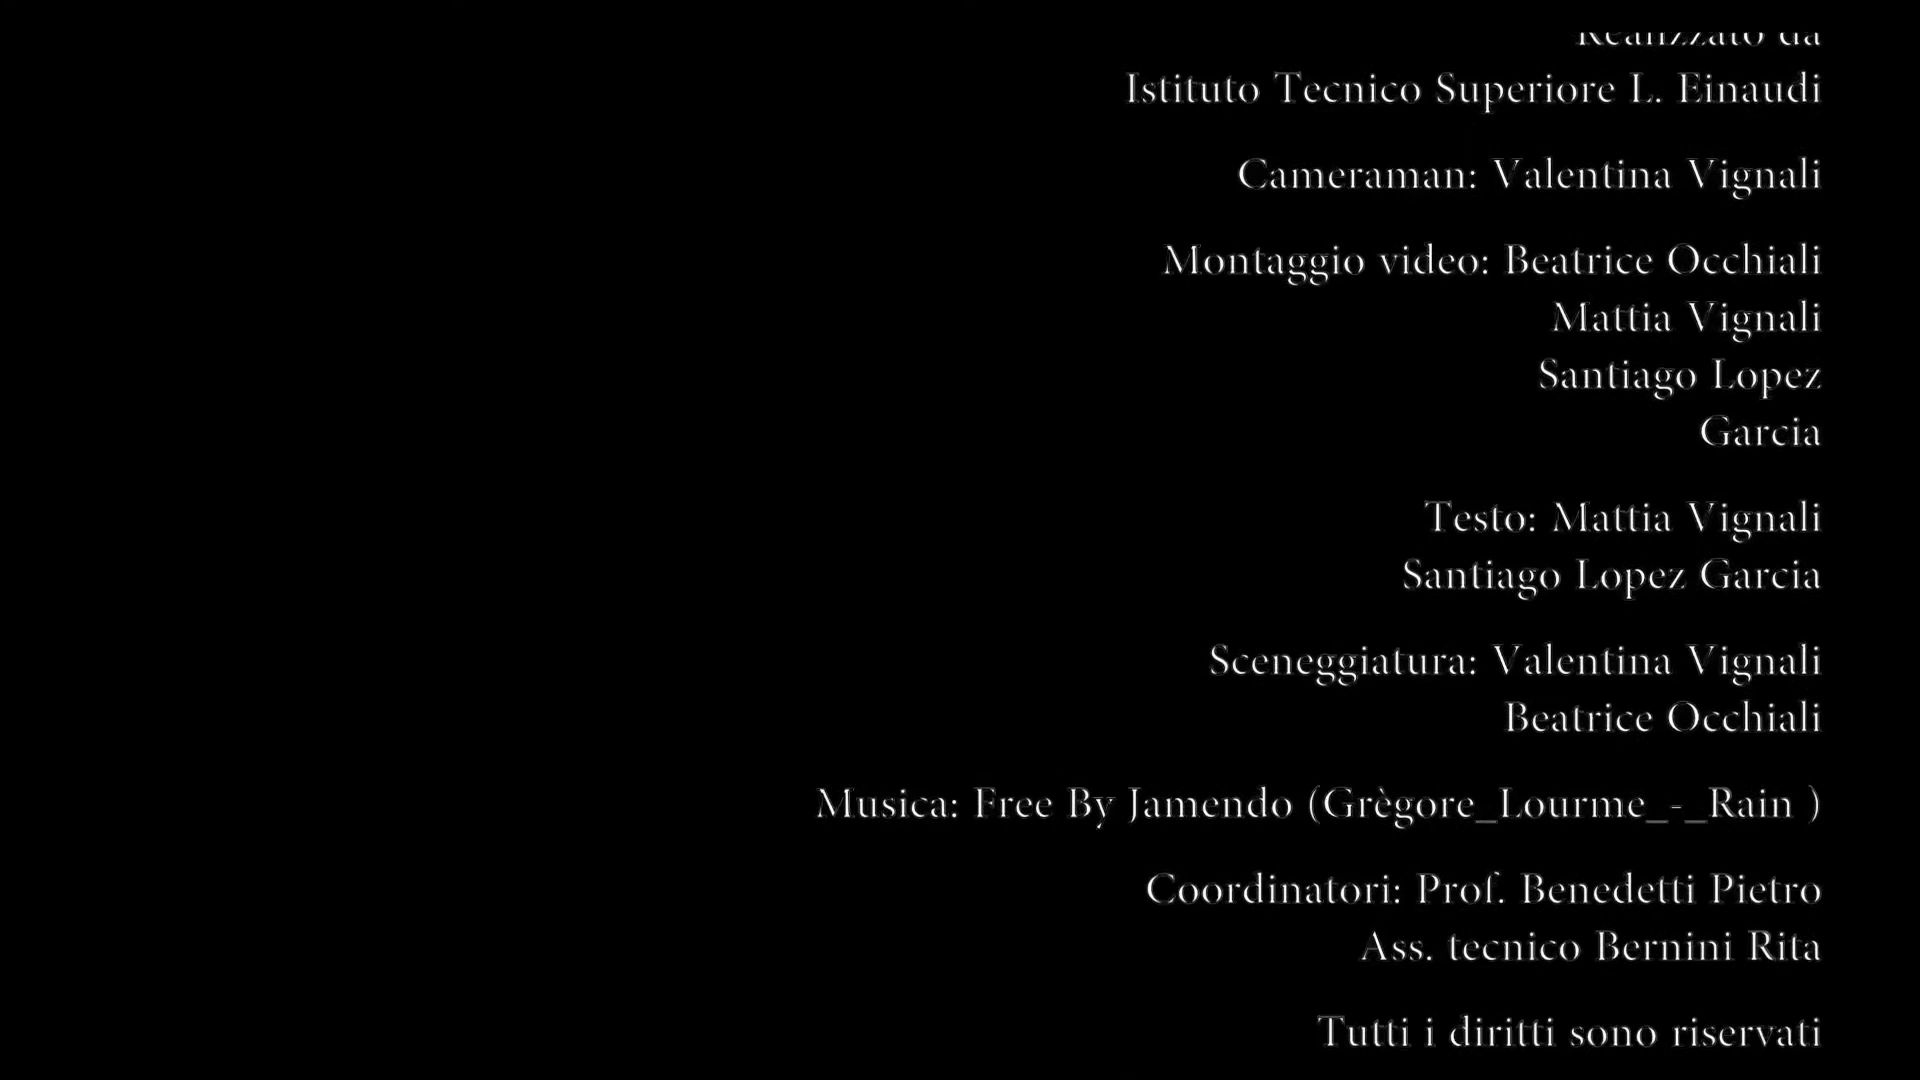 Realizzato da
Istituto Tecnico Superiore L. Einaudi
Cameraman: Valentina Vignali
Montaggio video: Beatrice Occhiali
Mattia Vignali
Santiago Lopez
Garcia
Testo: Mattia Vignali
Santiago Lopez Garcia
Sceneggiatura: Valentina Vignali
Beatrice Occhiali
Musica: Free By Jamendo (Grègore_Lourme_-_Rain )
Coordinatori: Prof. Benedetti Pietro
Ass. tecnico Bernini Rita
Tutti i diritti sono riservati